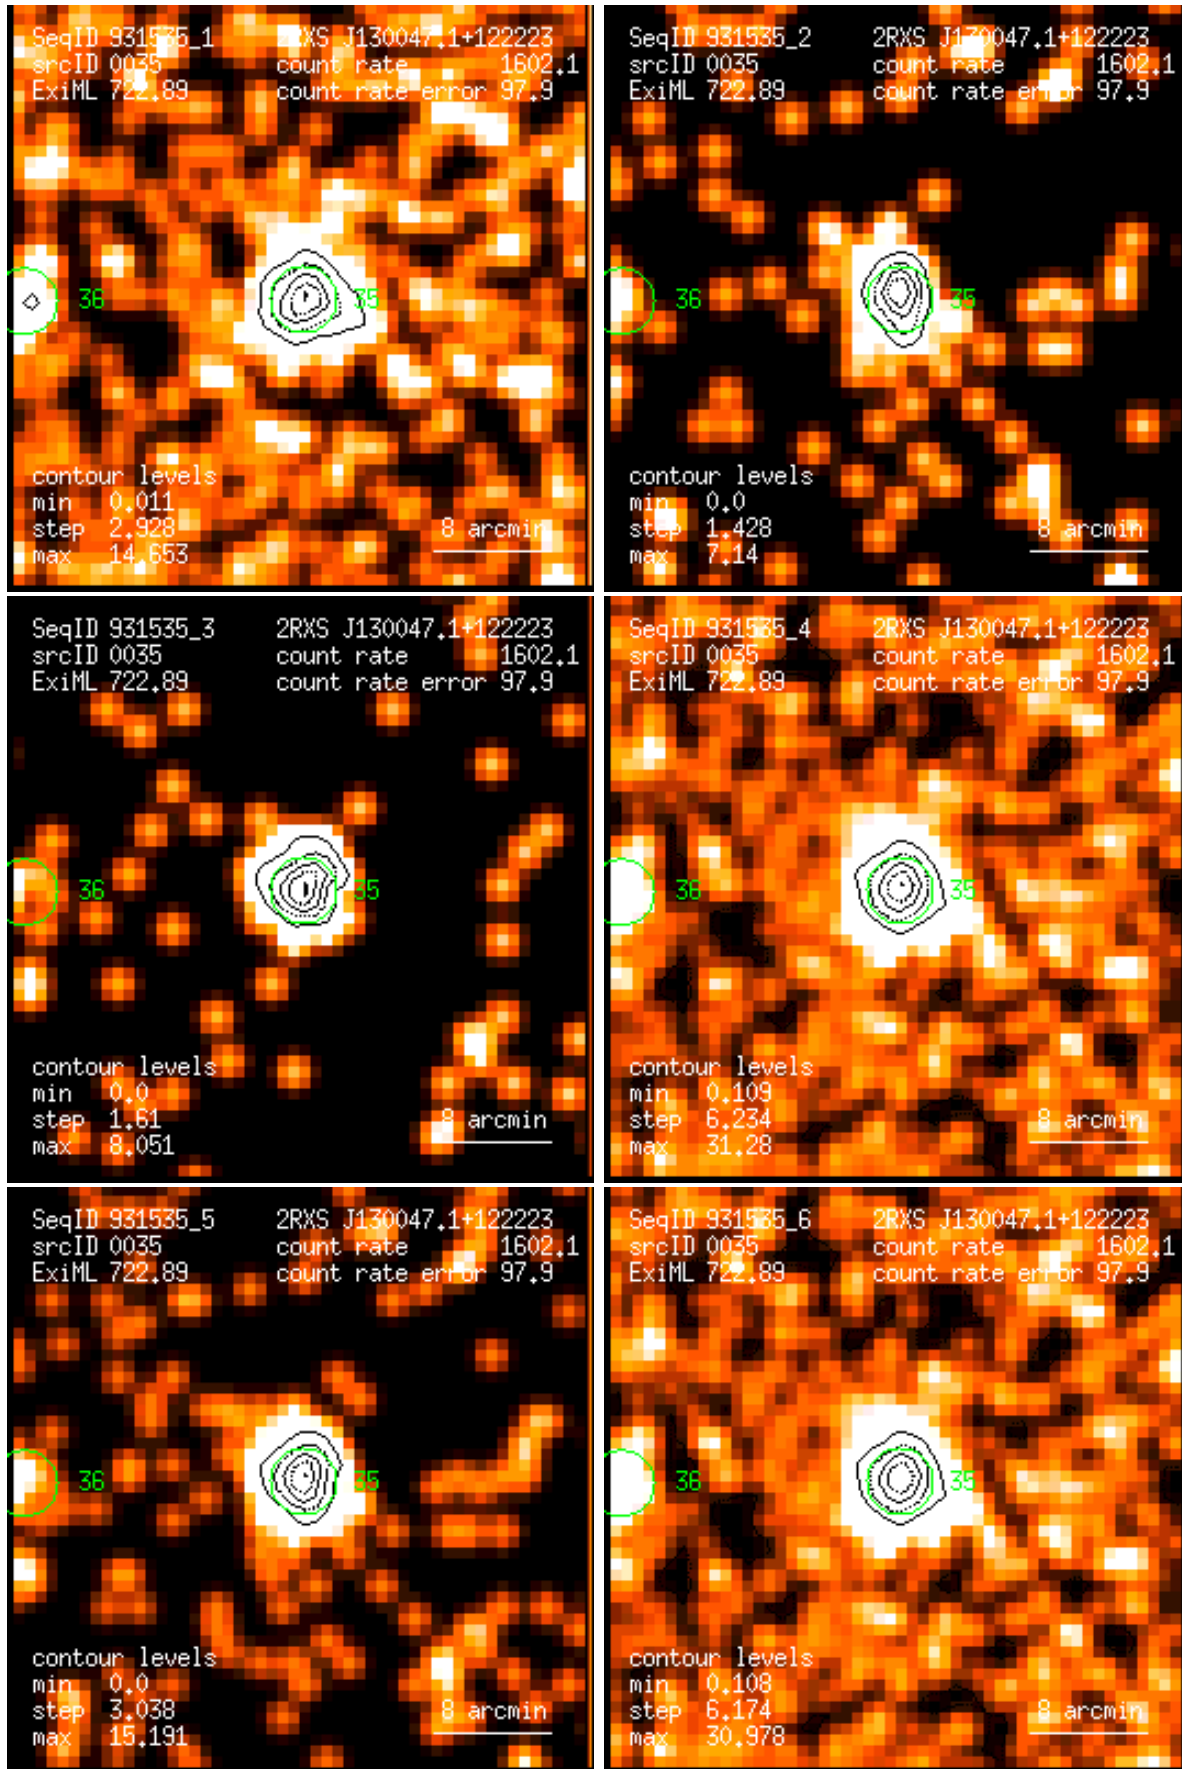 SeqID 931535_1 2RXS J130047.1+122223
srcID 0035 count rate 1602.1
ExiML 722.89 count rate error 97.9
36 35
contour levels
min 0.011
step 2.928 8 arcmin
max 14.653
SeqID 931535_2 2RXS J130047.1+122223
srcID 0035 count rate 1602.1
ExiML 722.89 count rate error 97.9
36 35
contour levels
min 0.0
step 1.428 8 arcmin
max 7.14
SeqID 931535_3 2RXS J130047.1+122223
srcID 0035 count rate 1602.1
ExiML 722.89 count rate error 97.9
36 35
contour levels
min 0.0
step 1.61 8 arcmin
max 8.051
SeqID 931535_4 2RXS J130047.1+122223
srcID 0035 count rate 1602.1
ExiML 722.89 count rate error 97.9
36 35
contour levels
min 0.109
step 6.234 8 arcmin
max 31.28
SeqID 931535_5 2RXS J130047.1+122223
srcID 0035 count rate 1602.1
ExiML 722.89 count rate error 97.9
36 35
contour levels
min 0.0
step 3.038 8 arcmin
max 15.191
SeqID 931535_6 2RXS J130047.1+122223
srcID 0035 count rate 1602.1
ExiML 722.89 count rate error 97.9
36 35
contour levels
min 0.108
step 6.174 8 arcmin
max 30.978